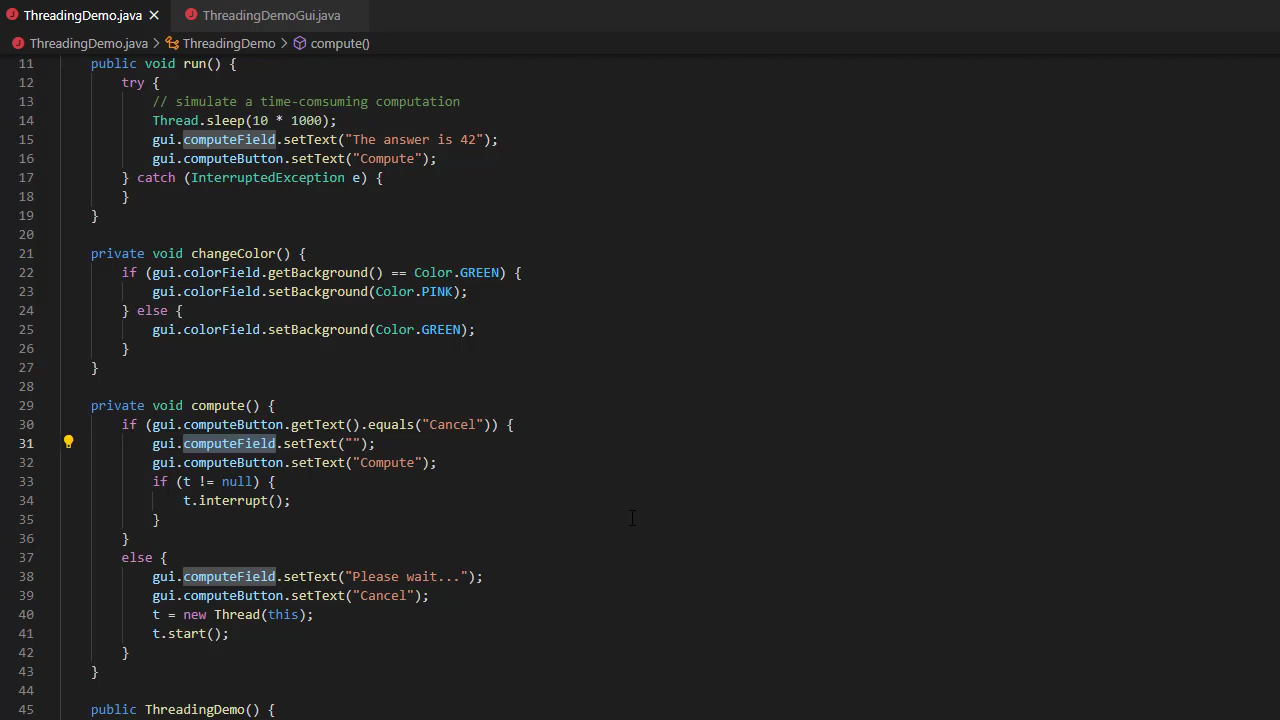 ThreadingDemo.java ThreadingDemoGui.java
ThreadingDemo.java > ThreadingDemo > compute()
11 public void run() {
12 try {
13 // simulate a time-comsuming computation
14 Thread.sleep(10 * 1000);
15 gui.computeField.setText("The answer is 42");
16 gui.computeButton.setText("Compute");
17 } catch (InterruptedException e) {
18 }
19 }
20
21 private void changeColor() {
22 if (gui.colorField.getBackground() == Color.GREEN) {
23 gui.colorField.setBackground(Color.PINK);
24 } else {
25 gui.colorField.setBackground(Color.GREEN);
26 }
27 }
28
29 private void compute() {
30 if (gui.computeButton.getText().equals("Cancel")) {
31 gui.computeField.setText("");
32 gui.computeButton.setText("Compute");
33 if (t != null) {
34 t.interrupt();
35 }
36 }
37 else {
38 gui.computeField.setText("Please wait...");
39 gui.computeButton.setText("Cancel");
40 t = new Thread(this);
41 t.start();
42 }
43 }
44
45 public ThreadingDemo() {